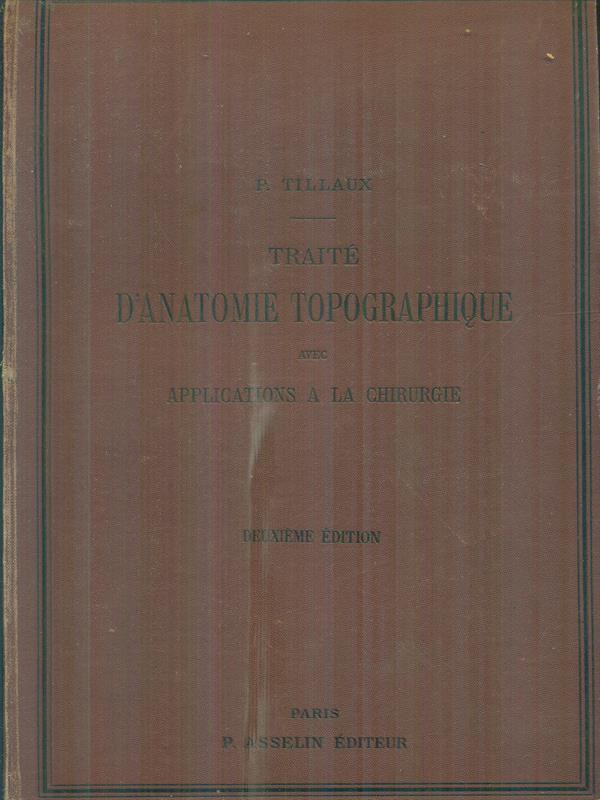 P. TILLAUX
TRAITÉ
D'ANATOMIE TOPOGRAPHIQUE
AVEC
APPLICATIONS A LA CHIRURGIE
DEUXIÈME ÉDITION
PARIS
P. ASSELIN ÉDITEUR